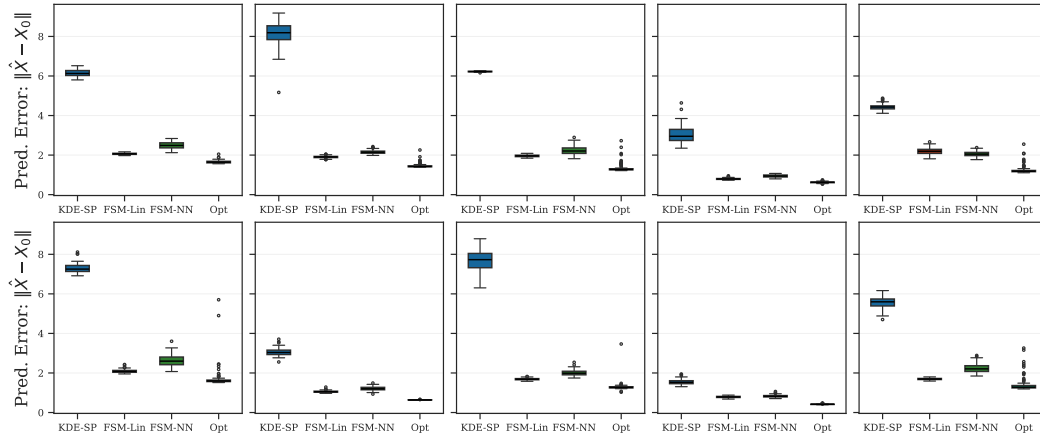 Pred. Error: ‖X̂ − X₀‖
8
6
4
2
0
KDE-SP FSM-Lin FSM-NN Opt
KDE-SP FSM-Lin FSM-NN Opt
KDE-SP FSM-Lin FSM-NN Opt
KDE-SP FSM-Lin FSM-NN Opt
KDE-SP FSM-Lin FSM-NN Opt
Pred. Error: ‖X̂ − X₀‖
8
6
4
2
0
KDE-SP FSM-Lin FSM-NN Opt
KDE-SP FSM-Lin FSM-NN Opt
KDE-SP FSM-Lin FSM-NN Opt
KDE-SP FSM-Lin FSM-NN Opt
KDE-SP FSM-Lin FSM-NN Opt